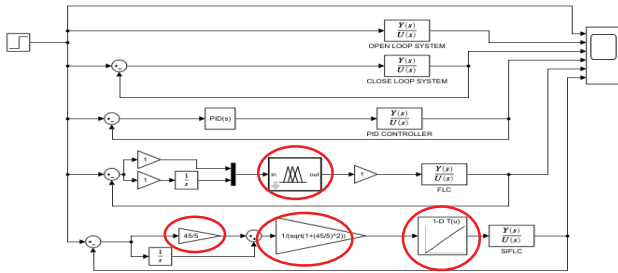 Y(s)
U(s)
OPEN LOOP SYSTEM
Y(s)
U(s)
CLOSE LOOP SYSTEM
PID(s)
Y(s)
U(s)
PID CONTROLLER
1
1
1
s
in
out
1
Y(s)
U(s)
FLC
45/5
1
s
1/(sqrt(1+(45/5)^2))
1-D T(u)
Y(s)
U(s)
SIFLC